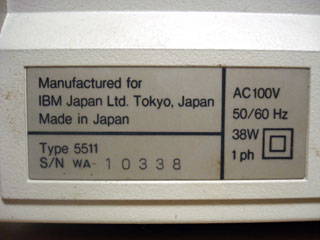 Manufactured for
IBM Japan Ltd. Tokyo, Japan
Made in Japan
Type 5511
S/N WA- 10338
AC100V
50/60 Hz
38W
1 ph